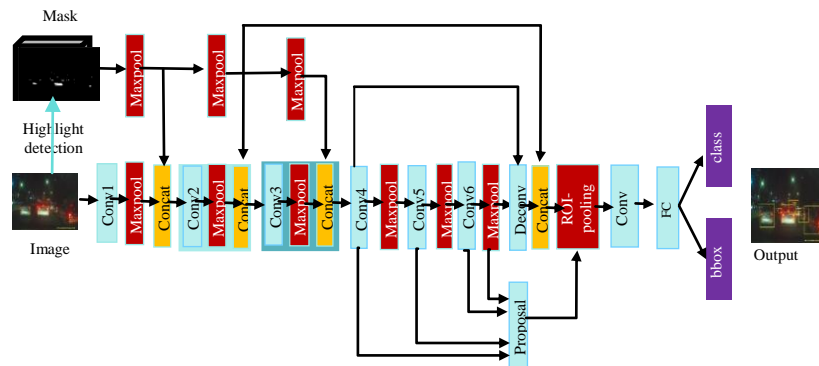 Mask
Maxpool
Maxpool
Maxpool
Highlight
detection
Image
Conv1
Maxpool
Concat
Conv2
Maxpool
Concat
Conv3
Maxpool
Concat
Conv4
Maxpool
Conv5
Maxpool
Conv6
Maxpool
Deconv
Concat
ROI-
pooling
Conv
FC
class
bbox
Output
Proposal